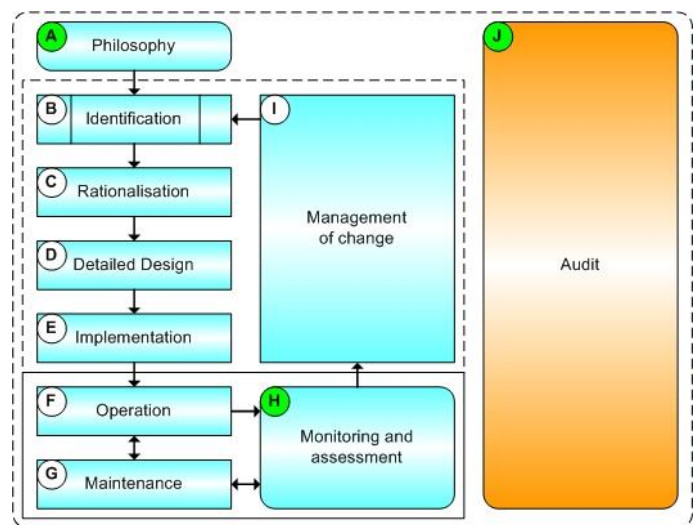 A
Philosophy
J
B
Identification
I
C
Rationalisation
Management
of change
D
Detailed Design
Audit
E
Implementation
F
Operation
H
Monitoring and
assessment
G
Maintenance